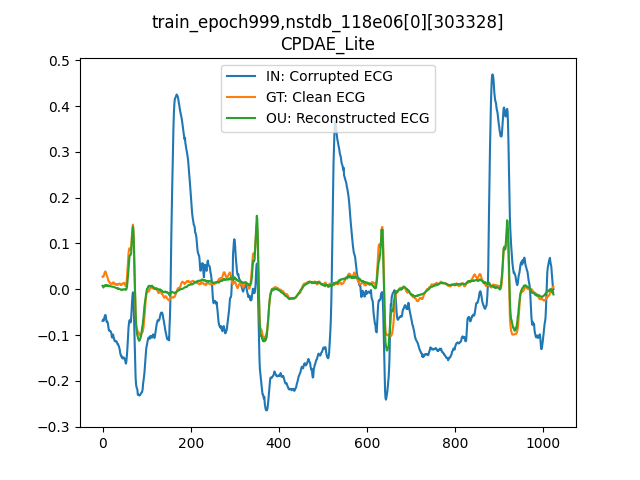 train_epoch999,nstdb_118e06[0][303328]
CPDAE_Lite
IN: Corrupted ECG
GT: Clean ECG
OU: Reconstructed ECG
0.5
0.4
0.3
0.2
0.1
0.0
−0.1
−0.2
−0.3
0 200 400 600 800 1000